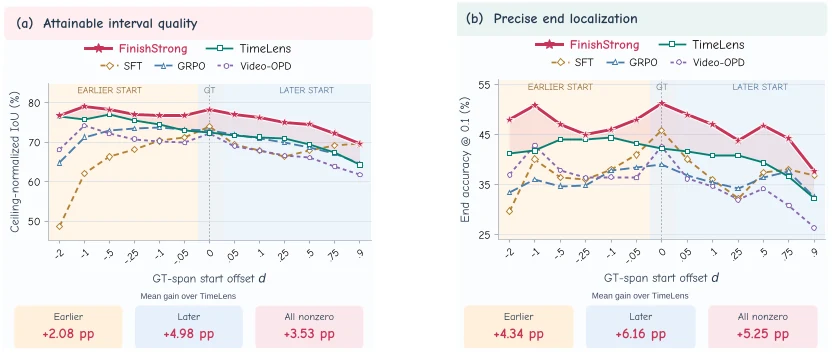 (a) Attainable interval quality
FinishStrong TimeLens
SFT GRPO Video-OPD
EARLIER START GT LATER START
Ceiling-normalized IoU (%)
80
70
60
50
-2 -1 -.5 -.25 -.1 -.05 0 .05 .1 .25 .5 .75 .9
GT-span start offset d
Mean gain over TimeLens
Earlier
+2.08 pp
Later
+4.98 pp
All nonzero
+3.53 pp
(b) Precise end localization
FinishStrong TimeLens
SFT GRPO Video-OPD
EARLIER START GT LATER START
End accuracy @ 0.1 (%)
55
45
35
25
-2 -1 -.5 -.25 -.1 -.05 0 .05 .1 .25 .5 .75 .9
GT-span start offset d
Mean gain over TimeLens
Earlier
+4.34 pp
Later
+6.16 pp
All nonzero
+5.25 pp